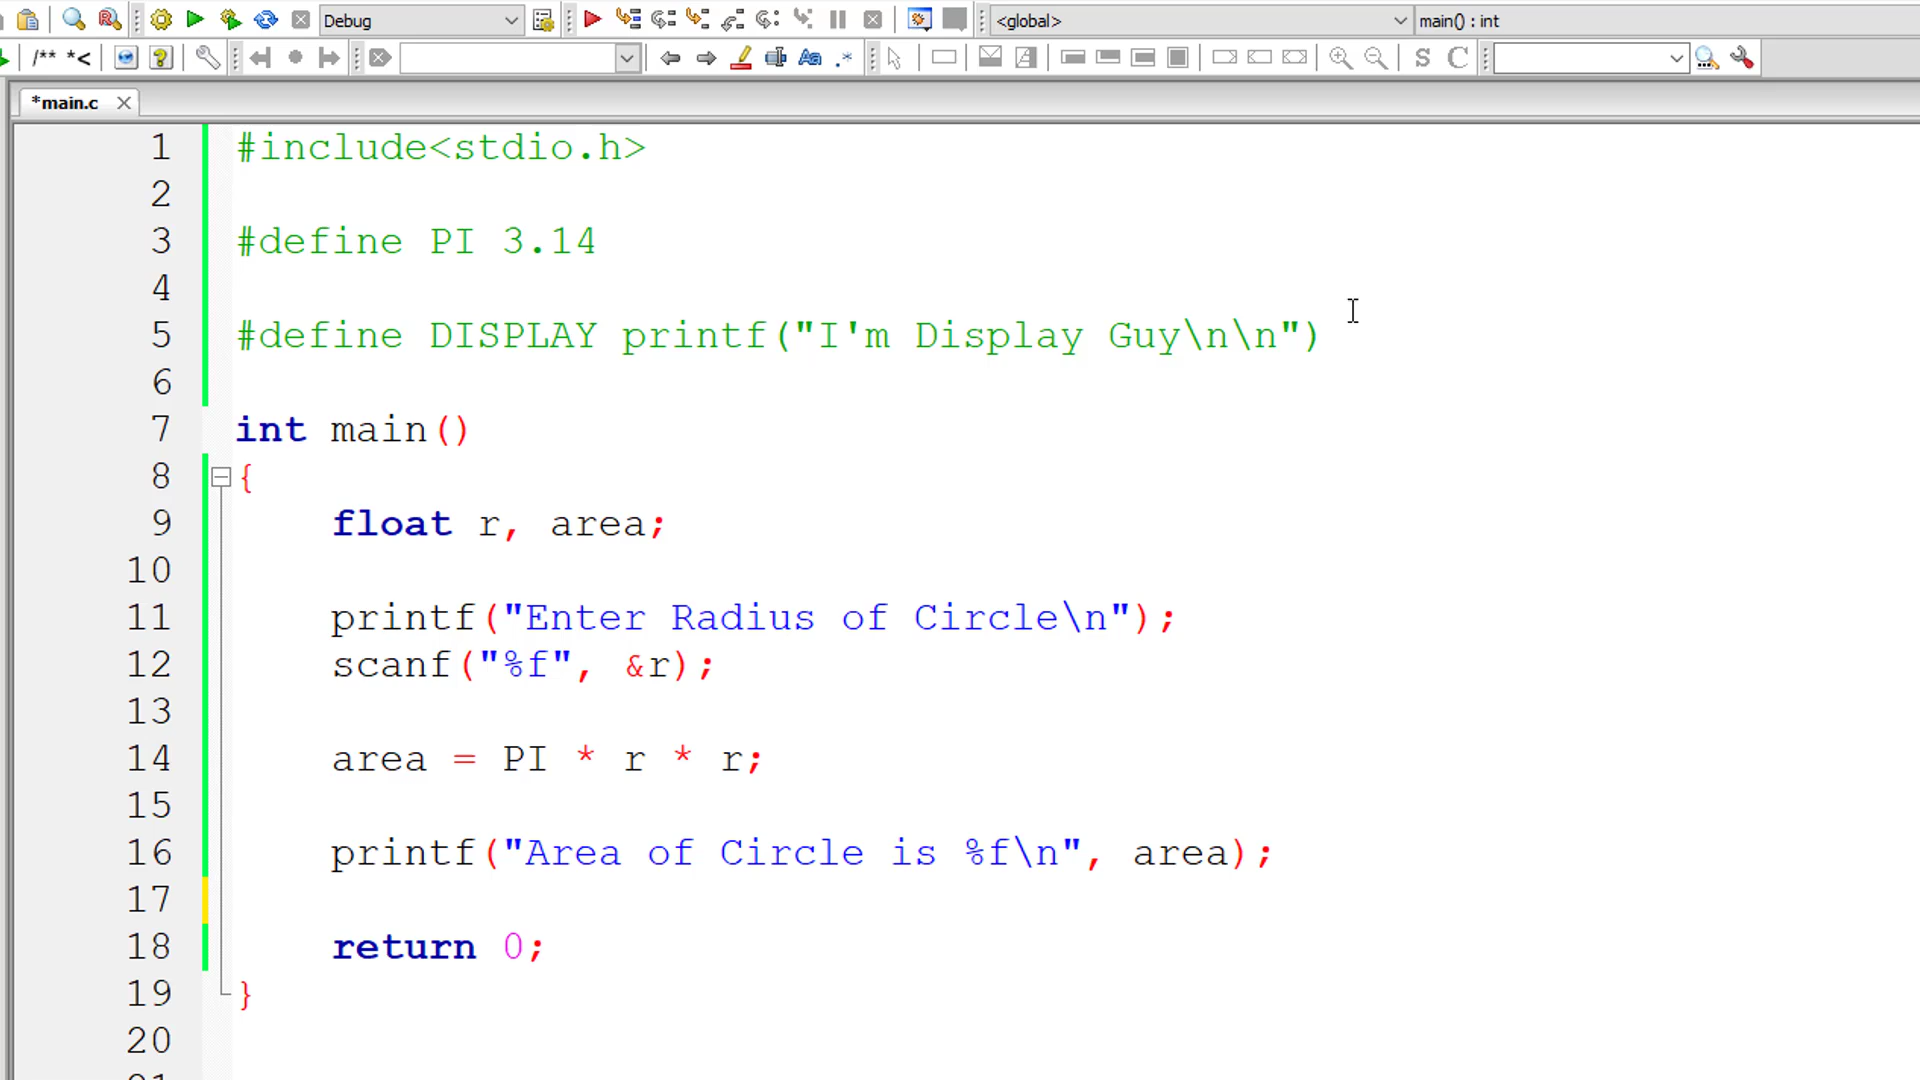 Debug <global> main() : int
/** *< S C
*main.c
1 #include<stdio.h>
2
3 #define PI 3.14
4
5 #define DISPLAY printf("I'm Display Guy\n\n")
6
7 int main()
8 {
9 float r, area;
10
11 printf("Enter Radius of Circle\n");
12 scanf("%f", &r);
13
14 area = PI * r * r;
15
16 printf("Area of Circle is %f\n", area);
17
18 return 0;
19 }
20